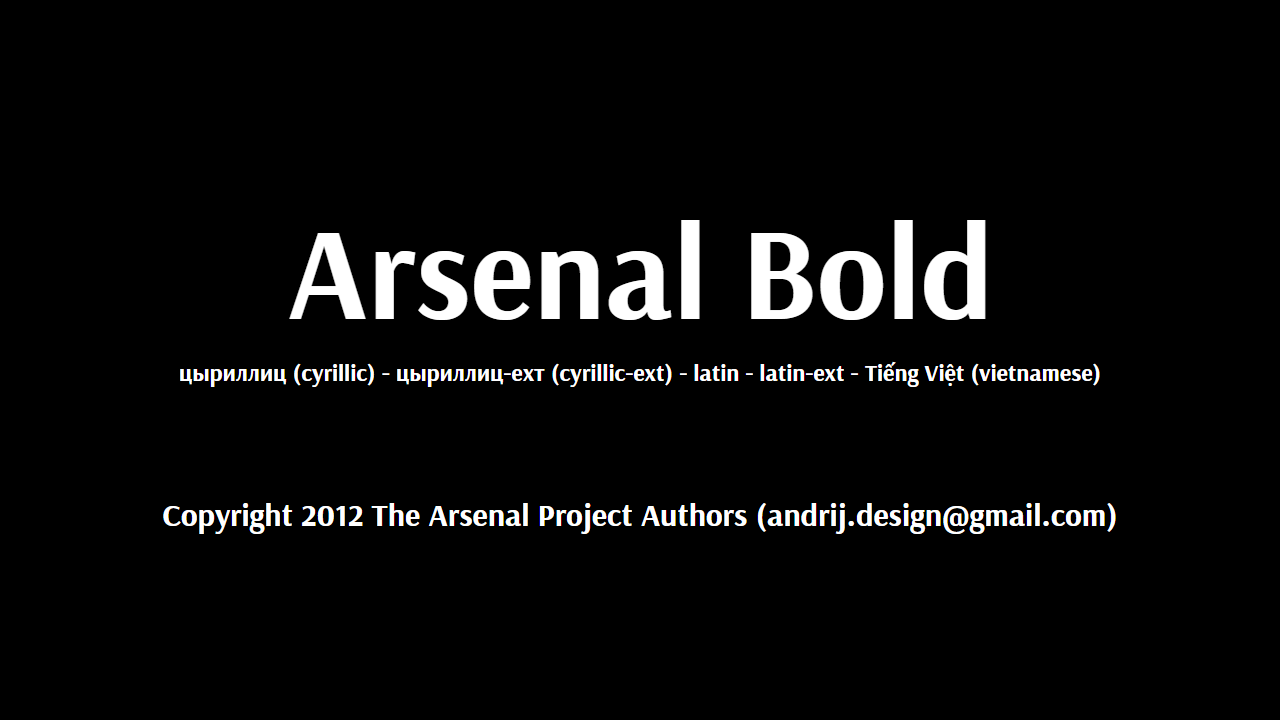 Arsenal Bold
цыриллиц (cyrillic) - цыриллиц-ехт (cyrillic-ext) - latin - latin-ext - Tiếng Việt (vietnamese)
Copyright 2012 The Arsenal Project Authors (andrij.design@gmail.com)